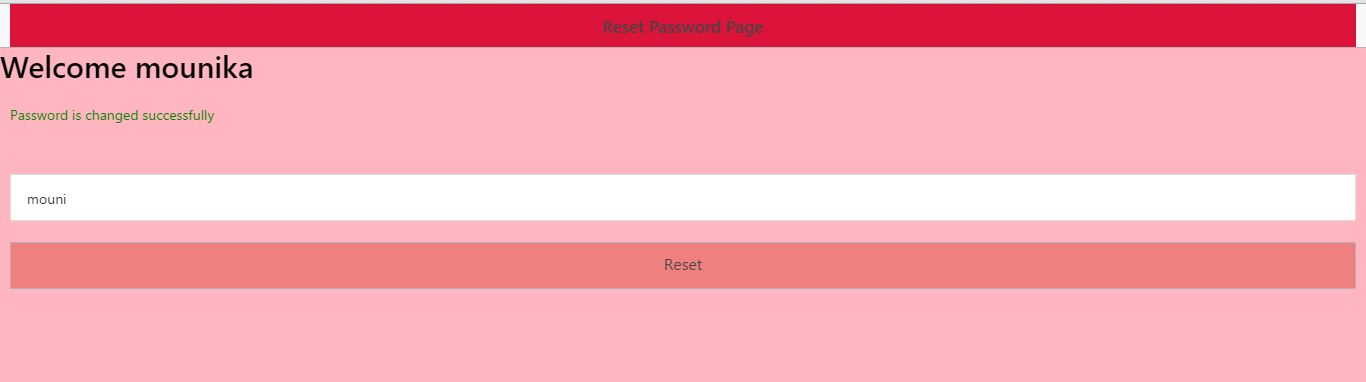 Reset Password Page
Welcome mounika
Password is changed successfully
mouni
Reset